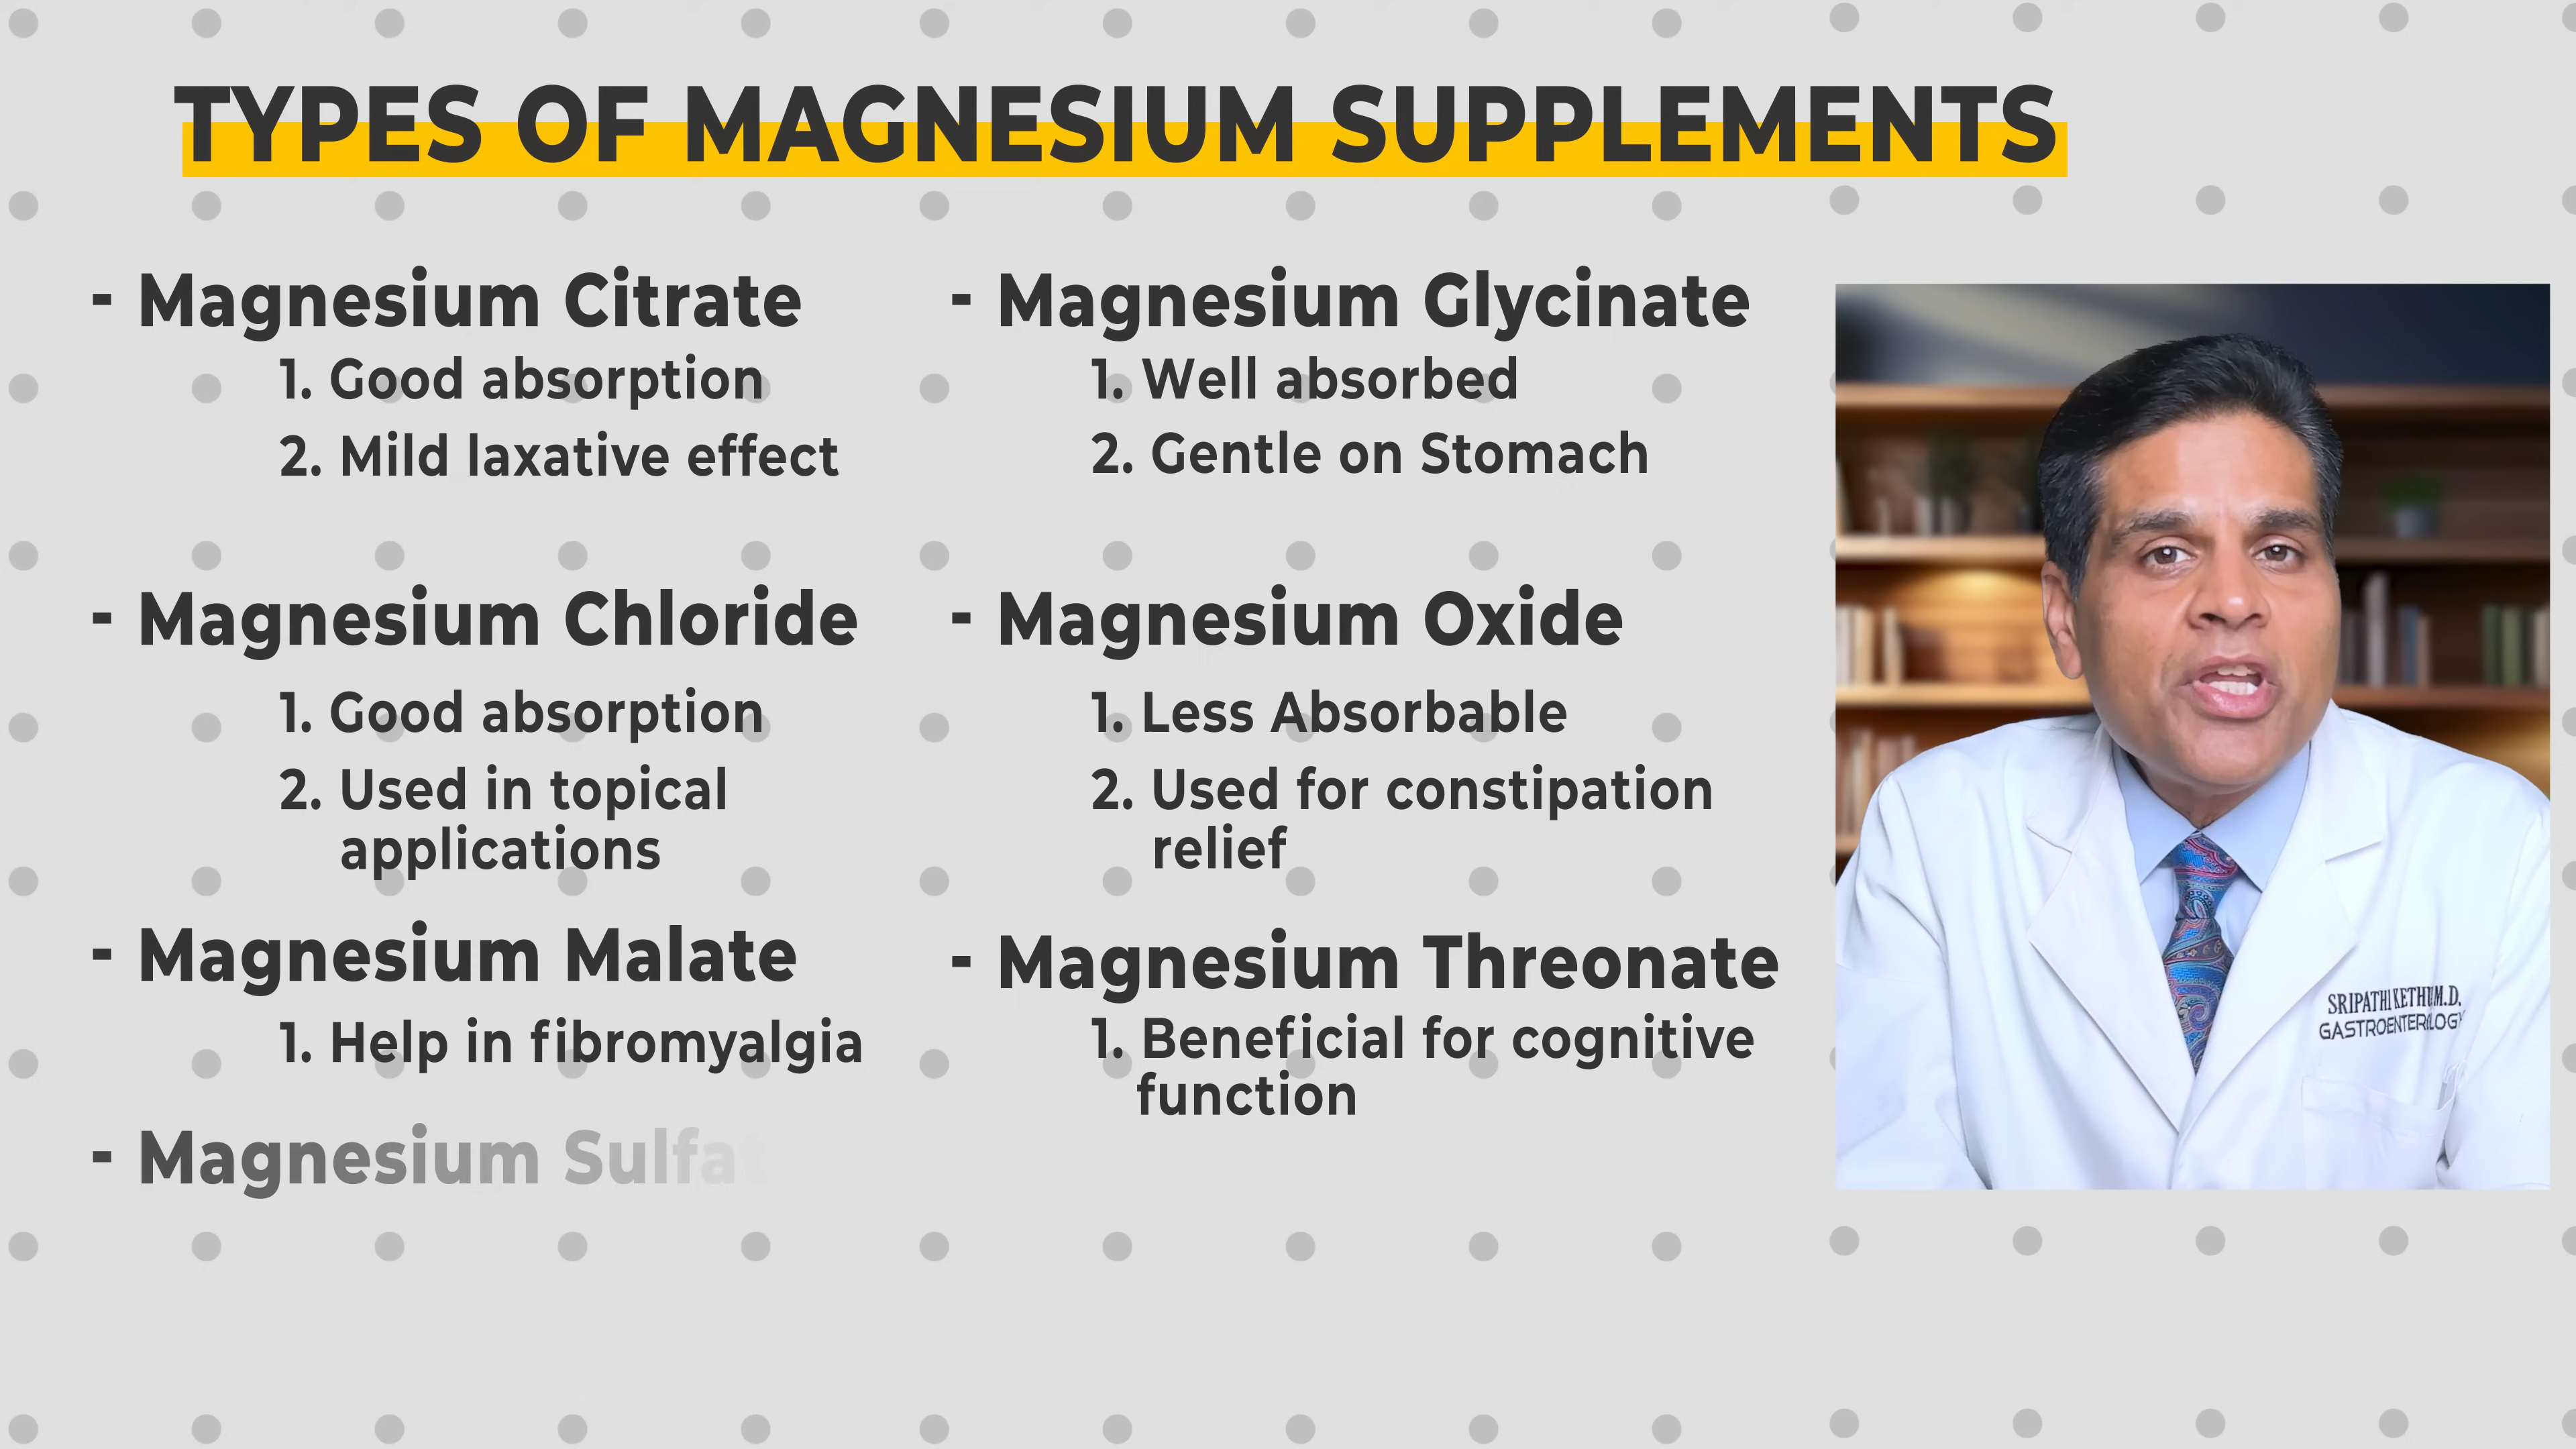 TYPES OF MAGNESIUM SUPPLEMENTS
- Magnesium Citrate
1. Good absorption
2. Mild laxative effect
- Magnesium Glycinate
1. Well absorbed
2. Gentle on Stomach
- Magnesium Chloride
1. Good absorption
2. Used in topical
applications
- Magnesium Oxide
1. Less Absorbable
2. Used for constipation
relief
- Magnesium Malate
1. Help in fibromyalgia
- Magnesium Threonate
1. Beneficial for cognitive
function
- Magnesium Sulfat
SRIPATHI KETHU M.D.
GASTROENTEROLOGY